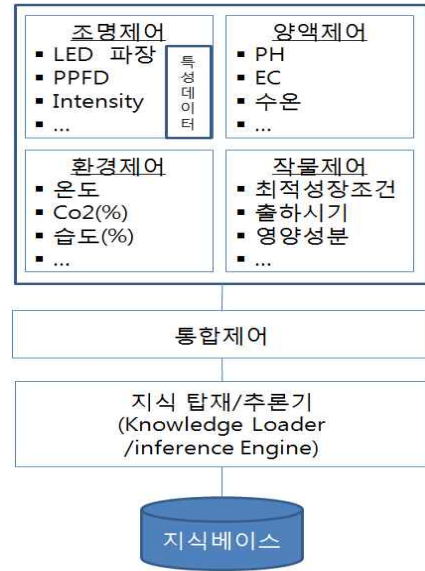 조명제어
▪ LED 파장
▪ PPFD
▪ Intensity
▪ ...
특성데이터
양액제어
▪ PH
▪ EC
▪ 수온
▪ ...
환경제어
▪ 온도
▪ Co2(%)
▪ 습도(%)
▪ ...
작물제어
▪ 최적성장조건
▪ 출하시기
▪ 영양성분
▪ ...
통합제어
지식 탑재/추론기
(Knowledge Loader
/inference Engine)
지식베이스